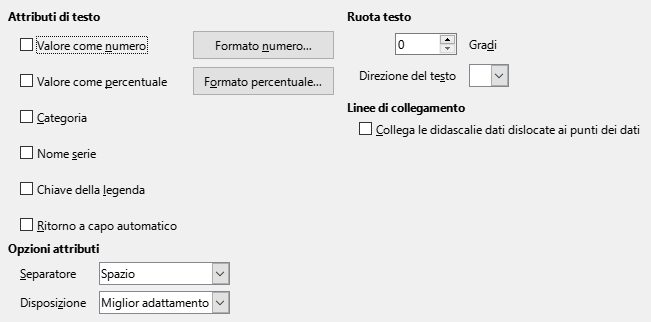 Attributi di testo
Valore come numero
Formato numero...
Valore come percentuale
Formato percentuale...
Categoria
Nome serie
Chiave della legenda
Ritorno a capo automatico
Opzioni attributi
Separatore
Spazio
Disposizione
Miglior adattamento
Ruota testo
0
Gradi
Direzione del testo
Linee di collegamento
Collega le didascalie dati dislocate ai punti dei dati